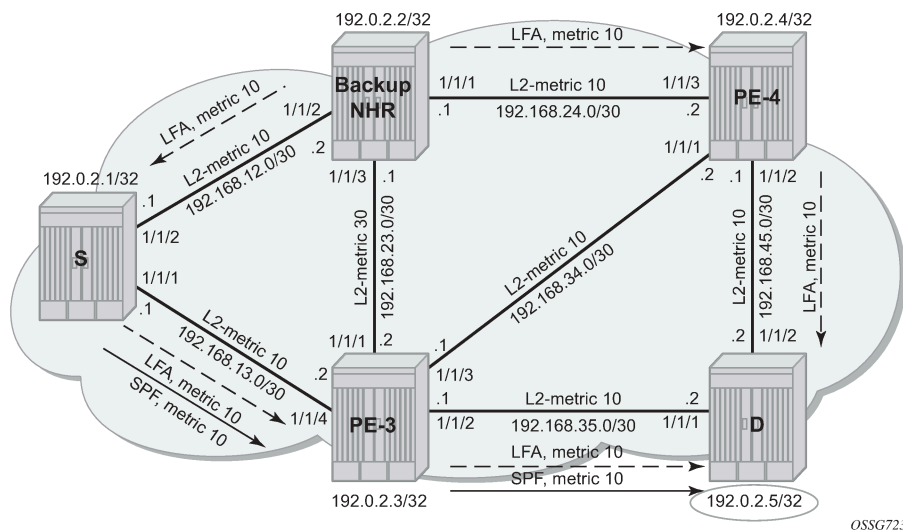 192.0.2.2/32
192.0.2.4/32
LFA, metric 10
Backup
NHR
1/1/1
L2-metric 10
1/1/3
PE-4
.1
192.168.24.0/30
.2
LFA, metric 10
1/1/2
L2-metric 10
192.168.12.0/30
.2
1/1/3
.1
1/1/1
.2
.1
1/1/2
192.0.2.1/32
.1
1/1/2
S
1/1/1
.1
L2-metric 30
192.168.23.0/30
L2-metric 10
192.168.34.0/30
L2-metric 10
192.168.45.0/30
LFA, metric 10
L2-metric 10
192.168.13.0/30
LFA, metric 10
SPF, metric 10
1/1/1
.2
.2
1/1/4
.1
1/1/3
.2
1/1/2
PE-3
.1
1/1/2
L2-metric 10
192.168.35.0/30
.2
1/1/1
D
LFA, metric 10
SPF, metric 10
192.0.2.3/32
192.0.2.5/32